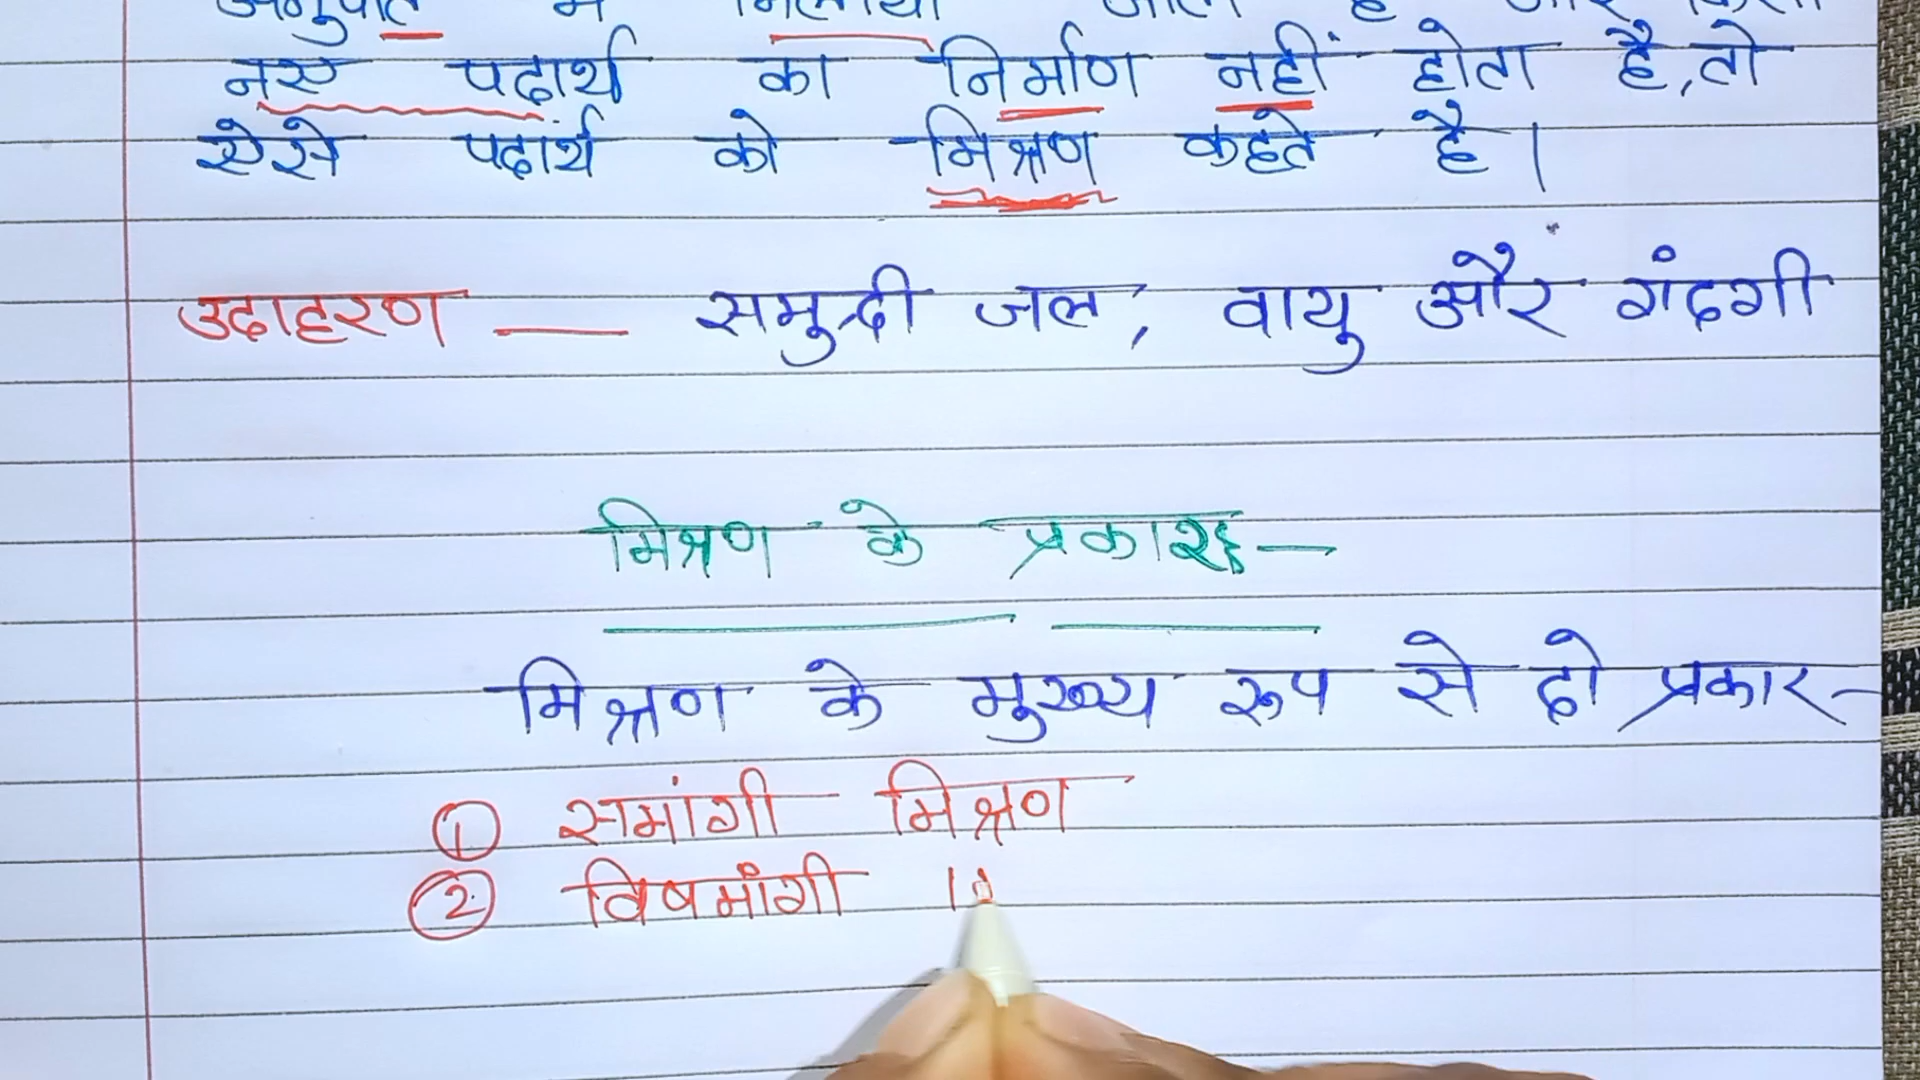 नए पदार्थ का निर्माण नहीं होता है, तो
ऐसे पदार्थ को मिश्रण कहते है।
उदाहरण — समुद्री जल, वायु और गंदगी
मिश्रण के प्रकार :—
मिश्रण के मुख्य रूप से दो प्रकार -
① समांगी मिश्रण
② विषमांगी